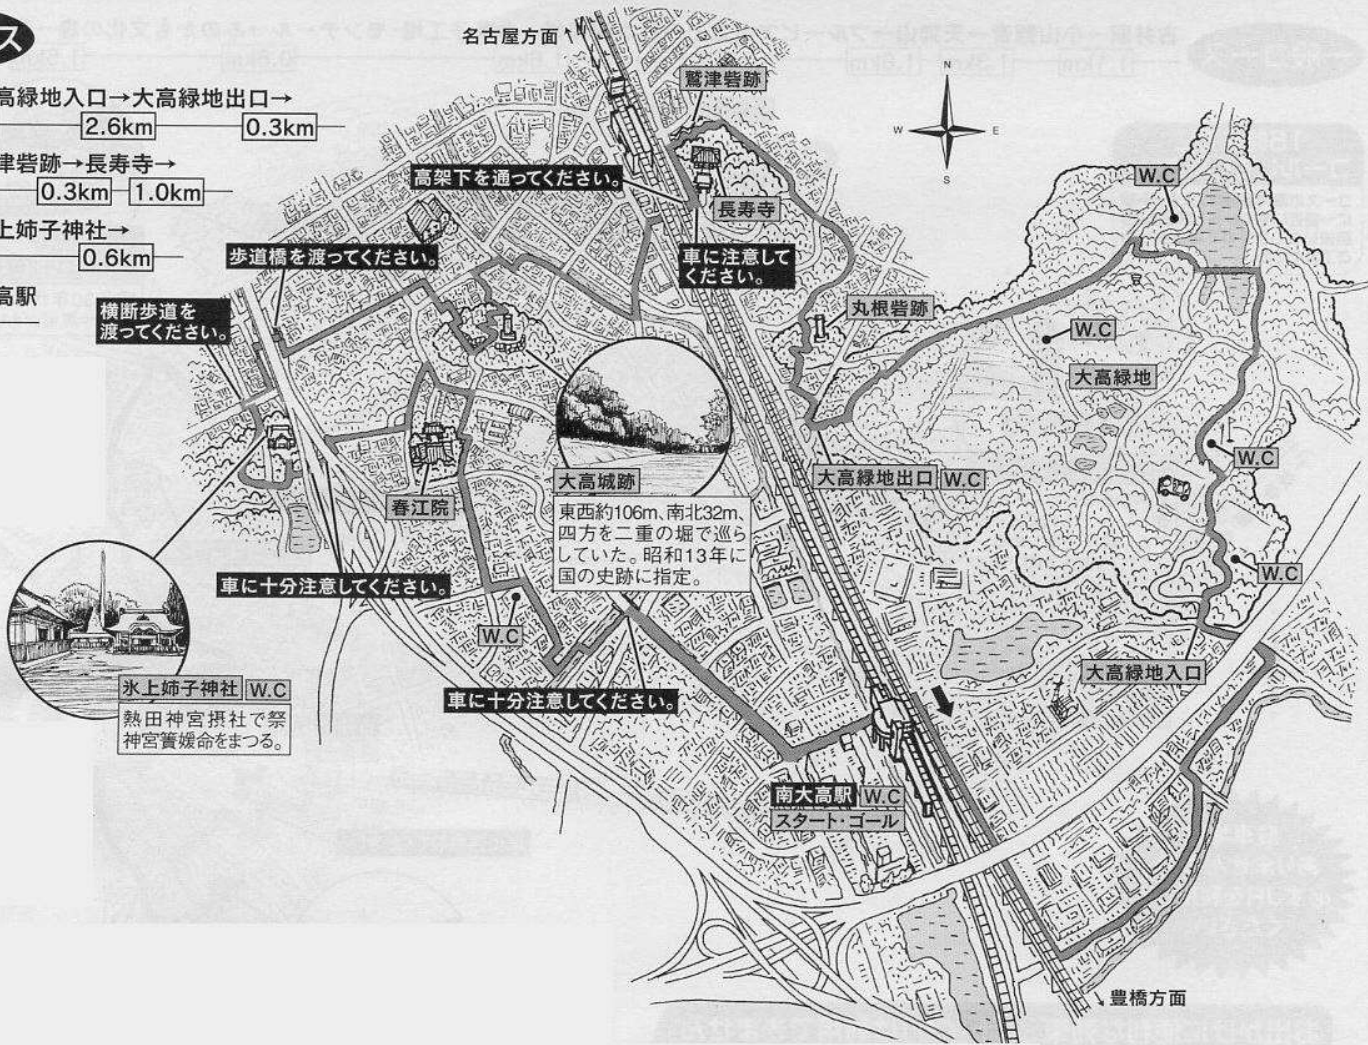 ス
高緑地入口→大高緑地出口→
2.6km 0.3km
津砦跡→長寿寺→
0.3km 1.0km
上姉子神社→
0.6km
高駅
名古屋方面
鷲津砦跡
N
W E
S
高架下を通ってください。
長寿寺
W.C
歩道橋を渡ってください。
車に注意して
ください。
横断歩道を
渡ってください。
丸根砦跡
W.C
大高緑地
W.C
大高城跡
東西約106m、南北32m、
四方を二重の堀で巡ら
していた。昭和13年に
国の史跡に指定。
大高緑地出口 W.C
春江院
W.C
車に十分注意してください。
W.C
大高緑地入口
氷上姉子神社 W.C
熱田神宮摂社で祭
神宮簀媛命をまつる。
車に十分注意してください。
南大高駅 W.C
スタート・ゴール
豊橋方面